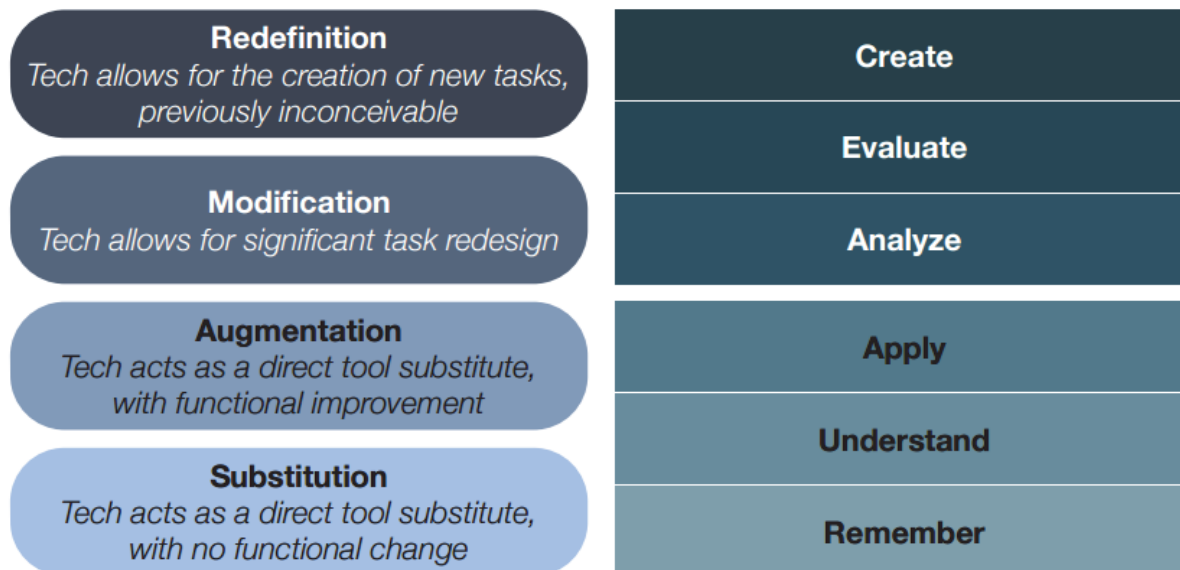 Redefinition
Tech allows for the creation of new tasks,
previously inconceivable
Modification
Tech allows for significant task redesign
Augmentation
Tech acts as a direct tool substitute,
with functional improvement
Substitution
Tech acts as a direct tool substitute,
with no functional change
Create
Evaluate
Analyze
Apply
Understand
Remember